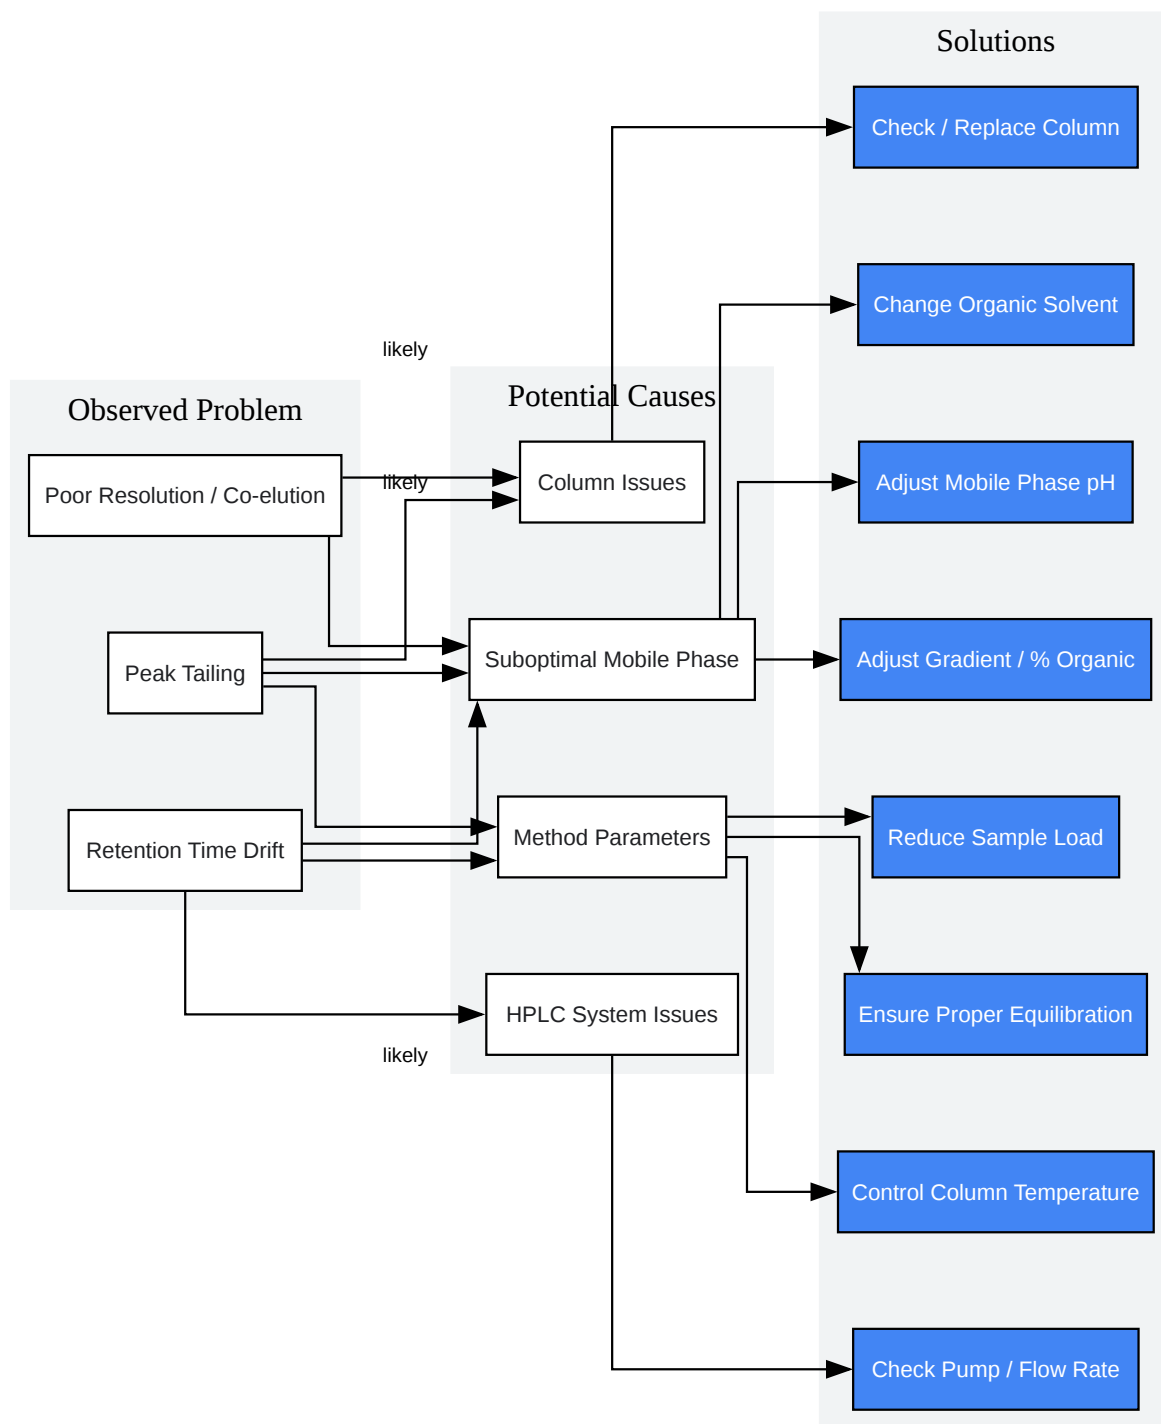 Solutions
Check / Replace Column
Change Organic Solvent
likely
Observed Problem
Potential Causes
Poor Resolution / Co-elution
likely
Column Issues
Adjust Mobile Phase pH
Peak Tailing
Suboptimal Mobile Phase
Adjust Gradient / % Organic
Retention Time Drift
Method Parameters
Reduce Sample Load
HPLC System Issues
Ensure Proper Equilibration
likely
Control Column Temperature
Check Pump / Flow Rate